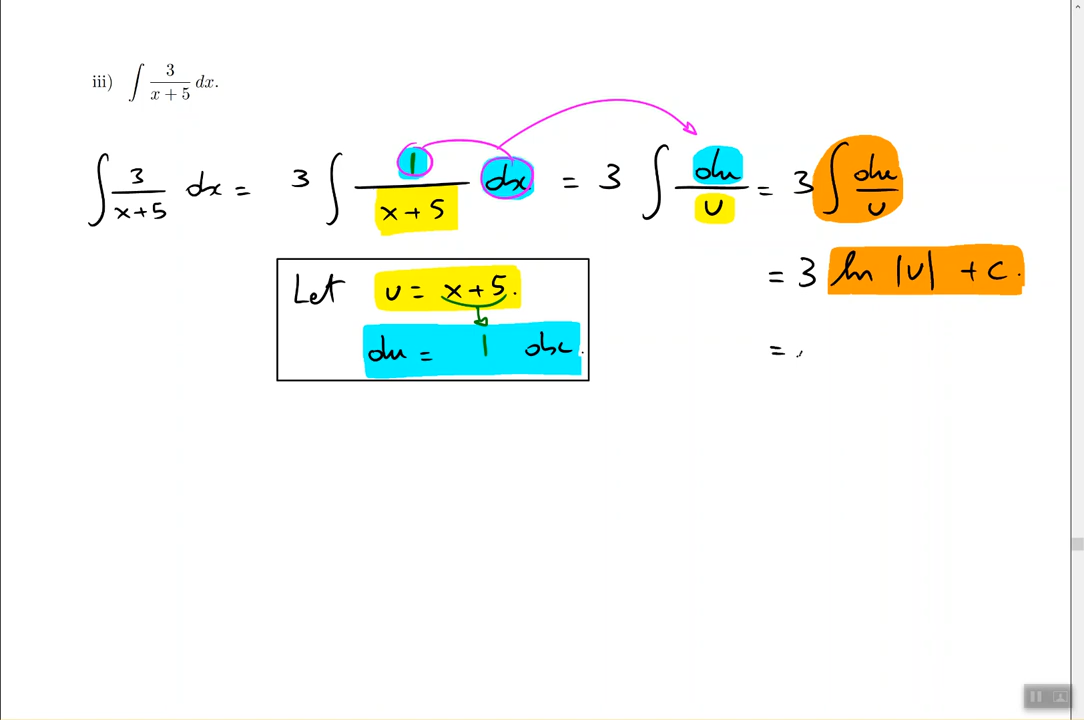 iii) ∫ 3/(x + 5) dx.
∫ 3/(x+5) dx = 3 ∫ 1/(x+5) dx = 3 ∫ du/u = 3 ∫ du/u
= 3 ln |u| + c.
Let u = x+5.
du = 1 dx.
=